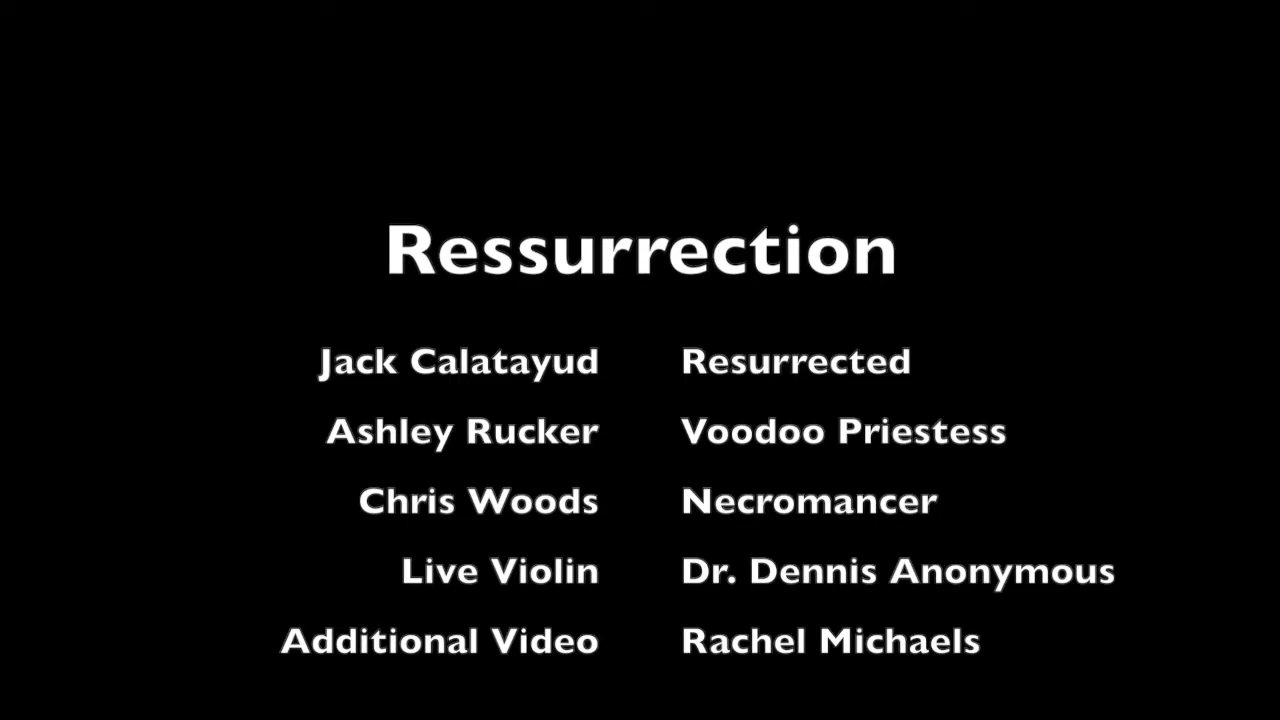 Ressurrection
Jack Calatayud Resurrected
Ashley Rucker Voodoo Priestess
Chris Woods Necromancer
Live Violin Dr. Dennis Anonymous
Additional Video Rachel Michaels